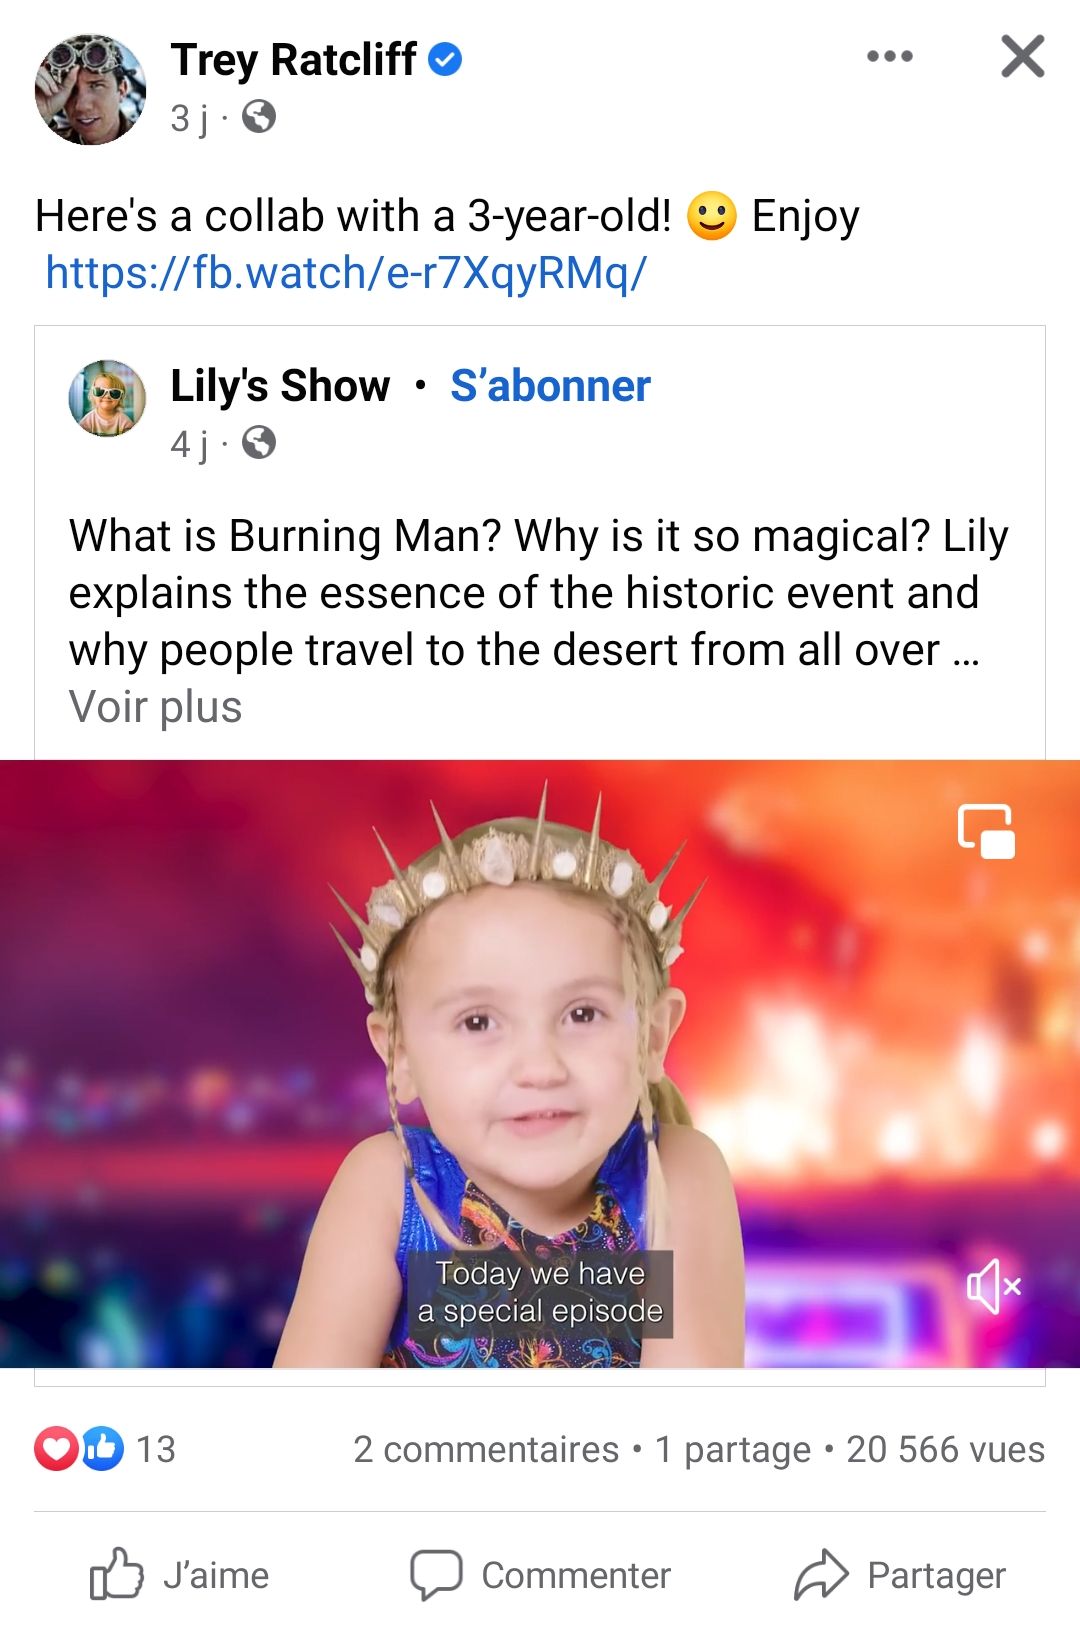 Trey Ratcliff
3 j ·
Here's a collab with a 3-year-old! 🙂 Enjoy
https://fb.watch/e-r7XqyRMq/
Lily's Show • S’abonner
4 j ·
What is Burning Man? Why is it so magical? Lily
explains the essence of the historic event and
why people travel to the desert from all over ...
Voir plus
Today we have
a special episode
13
2 commentaires • 1 partage • 20 566 vues
J’aime
Commenter
Partager